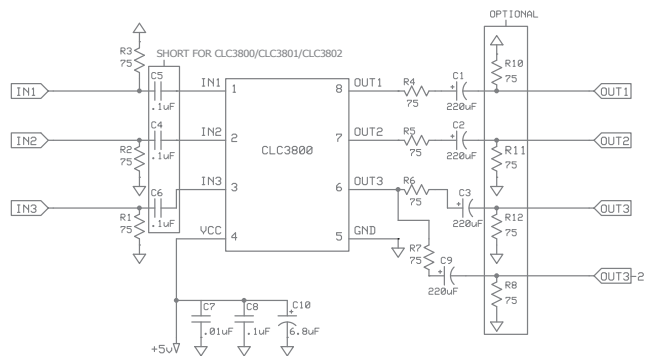 OPTIONAL
R3
75
SHORT FOR CLC3800/CLC3801/CLC3802
C5
.1uF
IN1
IN1
1
8
OUT1
R4
75
C1
+
220uF
R10
75
OUT1
IN2
R2
75
C4
.1uF
IN2
2
CLC3800
7
OUT2
R5
75
C2
+
220uF
R11
75
OUT2
IN3
R1
75
C6
.1uF
IN3
3
6
OUT3
R6
75
C3
+
220uF
R12
75
OUT3
VCC
4
5
GND
R7
75
C9
+
220uF
R8
75
OUT3-2
C7
.01uF
C8
.1uF
C10
+
6.8uF
+5v